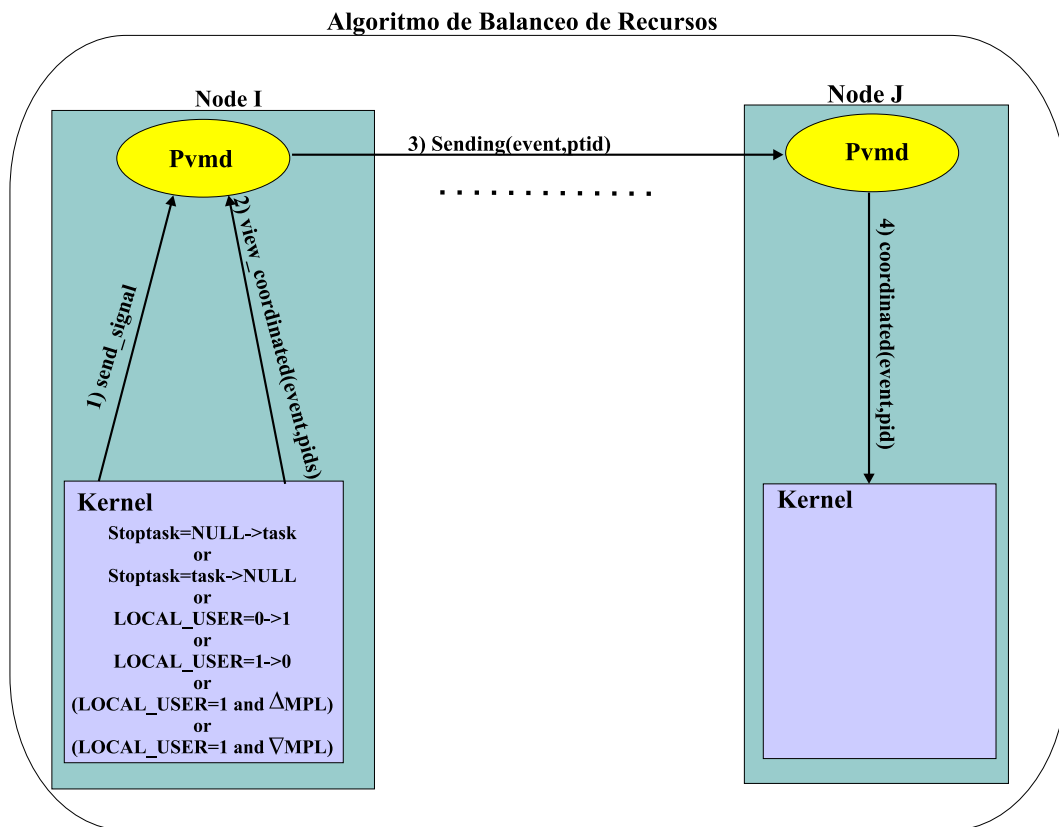 Algoritmo de Balanceo de Recursos
Node I
Node J
Pvmd
3) Sending(event,ptid)
Pvmd
1) send_signal
2) view_coordinated(event,pids)
4) coordinated(event,pid)
Kernel
Stoptask=NULL->task
or
Stoptask=task->NULL
or
LOCAL_USER=0->1
or
LOCAL_USER=1->0
or
(LOCAL_USER=1 and ΔMPL)
or
(LOCAL_USER=1 and ∇MPL)
Kernel